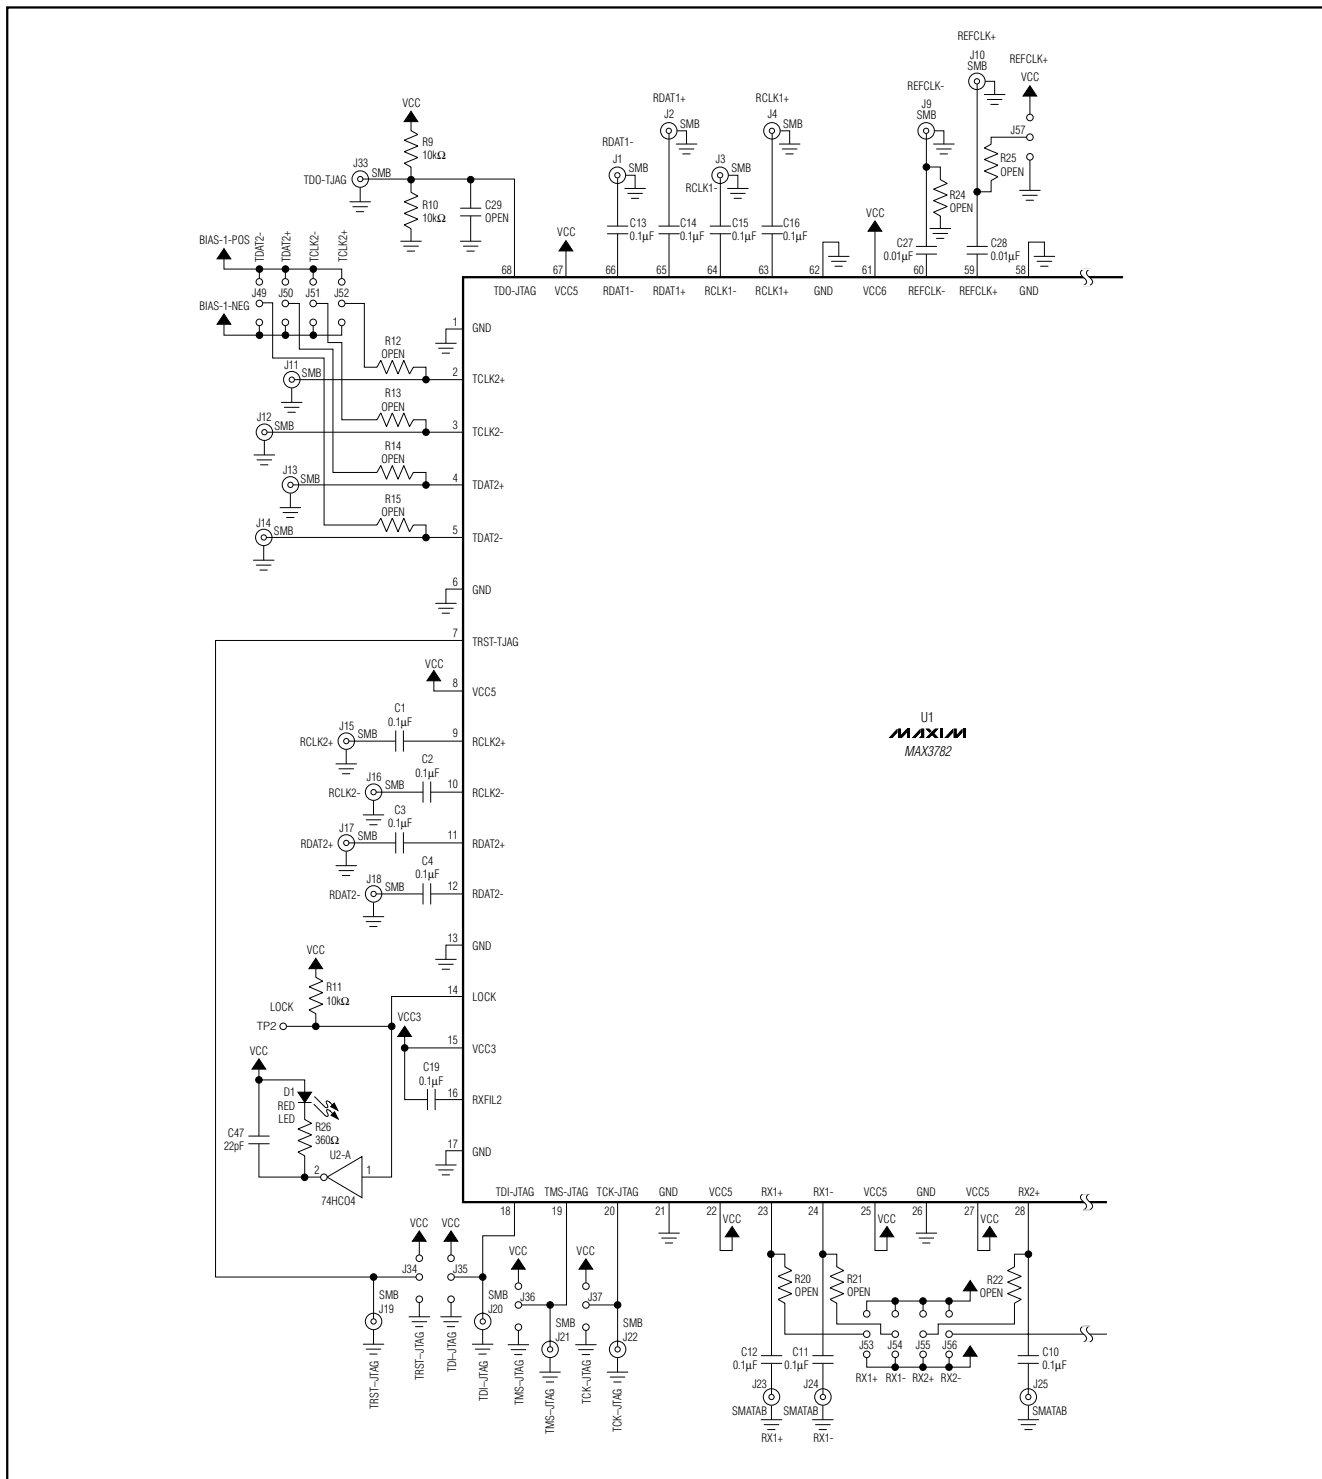 REFCLK+
J10
SMB
REFCLK+
VCC
REFCLK-
J9
SMB
J57
R25
OPEN
R24
OPEN
VCC
R9
10kΩ
J33
SMB
TDO-TJAG
R10
10kΩ
C29
OPEN
RDAT1+
J2
SMB
RCLK1+
J4
SMB
RDAT1-
J1
SMB
J3
SMB
RCLK1-
VCC
C13
0.1µF
C14
0.1µF
C15
0.1µF
C16
0.1µF
VCC
C27
0.01µF
C28
0.01µF
BIAS-1-POS
TDAT2-
TDAT2+
TCLK2-
TCLK2+
J49
J50
J51
J52
BIAS-1-NEG
68
67
66
65
64
63
62
61
60
59
58
TDO-JTAG
VCC5
RDAT1-
RDAT1+
RCLK1-
RCLK1+
GND
VCC6
REFCLK-
REFCLK+
GND
1
GND
R12
OPEN
J11
SMB
2
TCLK2+
R13
OPEN
J12
SMB
3
TCLK2-
R14
OPEN
J13
SMB
4
TDAT2+
R15
OPEN
J14
SMB
5
TDAT2-
6
GND
7
TRST-TJAG
VCC
8
VCC5
C1
0.1µF
J15
SMB
RCLK2+
9
RCLK2+
C2
0.1µF
J16
SMB
RCLK2-
10
RCLK2-
C3
0.1µF
J17
SMB
RDAT2+
11
RDAT2+
C4
0.1µF
J18
SMB
RDAT2-
12
RDAT2-
U1
MAXIM
MAX3782
13
GND
VCC
R11
10kΩ
14
LOCK
LOCK
TP2
VCC3
15
VCC3
VCC
C19
0.1µF
16
RXFIL2
D1
RED
LED
R26
360Ω
C47
22pF
U2-A
2
1
74HC04
17
GND
TDI-JTAG
TMS-JTAG
TCK-JTAG
GND
VCC5
RX1+
RX1-
VCC5
GND
VCC5
RX2+
18
19
20
21
22
23
24
25
26
27
28
VCC
VCC
VCC
VCC
VCC
VCC
VCC
J34
J35
J36
J37
SMB
J19
SMB
J20
SMB
J21
SMB
J22
TRST-JTAG
TRST-JTAG
TDI-JTAG
TDI-JTAG
TMS-JTAG
TMS-JTAG
TCK-JTAG
TCK-JTAG
R20
OPEN
R21
OPEN
R22
OPEN
J53
J54
J55
J56
RX1+
RX1-
RX2+
RX2-
C12
0.1µF
C11
0.1µF
C10
0.1µF
J23
SMATAB
RX1+
J24
SMATAB
RX1-
J25
SMATAB